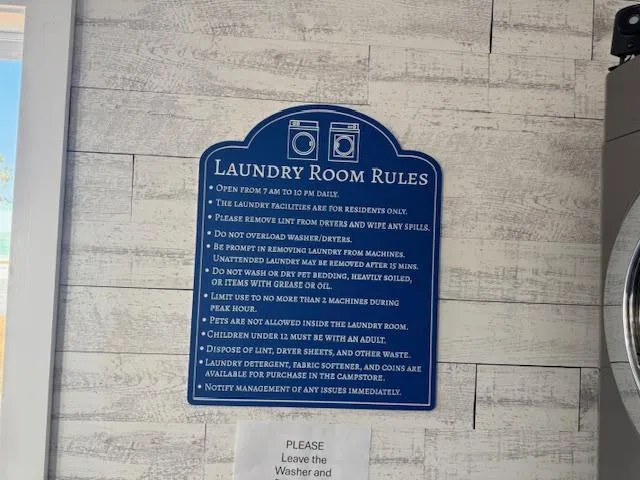 LAUNDRY ROOM RULES
• OPEN FROM 7 AM TO 10 PM DAILY.
• THE LAUNDRY FACILITIES ARE FOR RESIDENTS ONLY.
• PLEASE REMOVE LINT FROM DRYERS AND WIPE ANY SPILLS.
• DO NOT OVERLOAD WASHER/DRYERS.
• BE PROMPT IN REMOVING LAUNDRY FROM MACHINES.
UNATTENDED LAUNDRY MAY BE REMOVED AFTER 15 MINS.
• DO NOT WASH OR DRY PET BEDDING, HEAVILY SOILED,
OR ITEMS WITH GREASE OR OIL.
• LIMIT USE TO NO MORE THAN 2 MACHINES DURING
PEAK HOUR.
• PETS ARE NOT ALLOWED INSIDE THE LAUNDRY ROOM.
• CHILDREN UNDER 12 MUST BE WITH AN ADULT.
• DISPOSE OF LINT, DRYER SHEETS, AND OTHER WASTE.
• LAUNDRY DETERGENT, FABRIC SOFTENER, AND COINS ARE
AVAILABLE FOR PURCHASE IN THE CAMPSTORE.
• NOTIFY MANAGEMENT OF ANY ISSUES IMMEDIATELY.
PLEASE
Leave the
Washer and